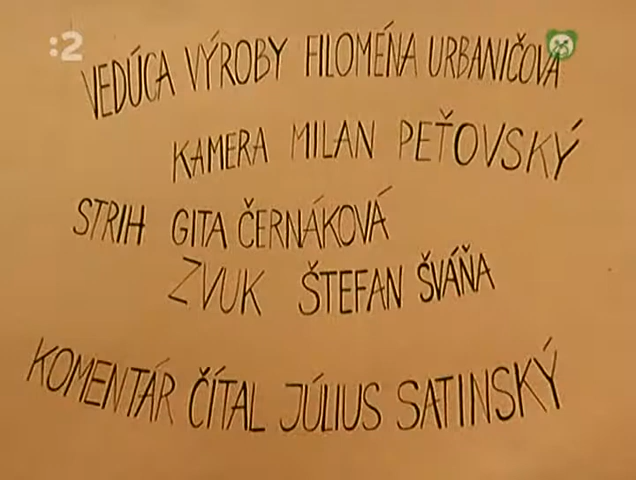 :2
VEDÚCA VÝROBY FILOMÉNA URBANIČOVÁ
KAMERA MILAN PEŤOVSKÝ
STRIH GITA ČERNÁKOVÁ
ZVUK ŠTEFAN ŠVÁŇA
KOMENTÁR ČÍTAL JÚLIUS SATINSKÝ